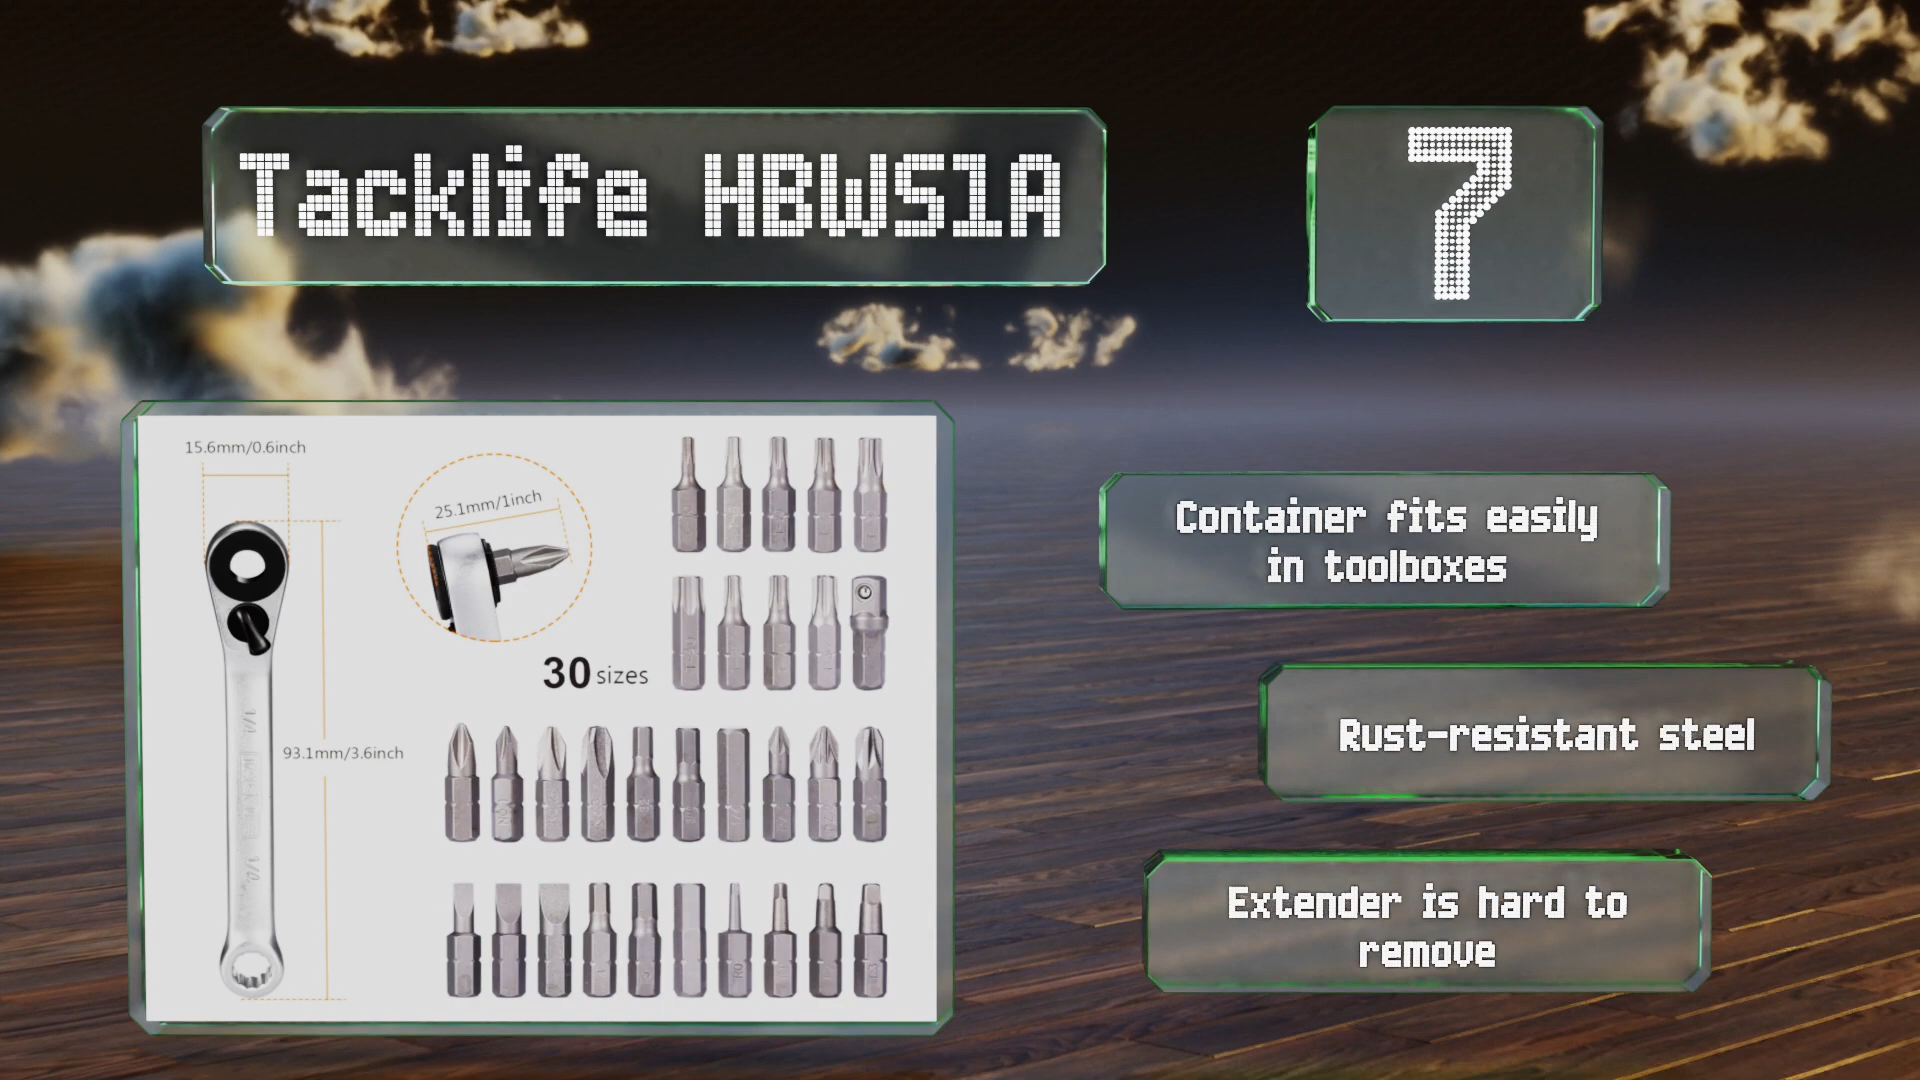 Tacklife HBWS1A
7
15.6mm/0.6inch
25.1mm/1inch
30 sizes
93.1mm/3.6inch
Container fits easily
in toolboxes
Rust-resistant steel
Extender is hard to
remove